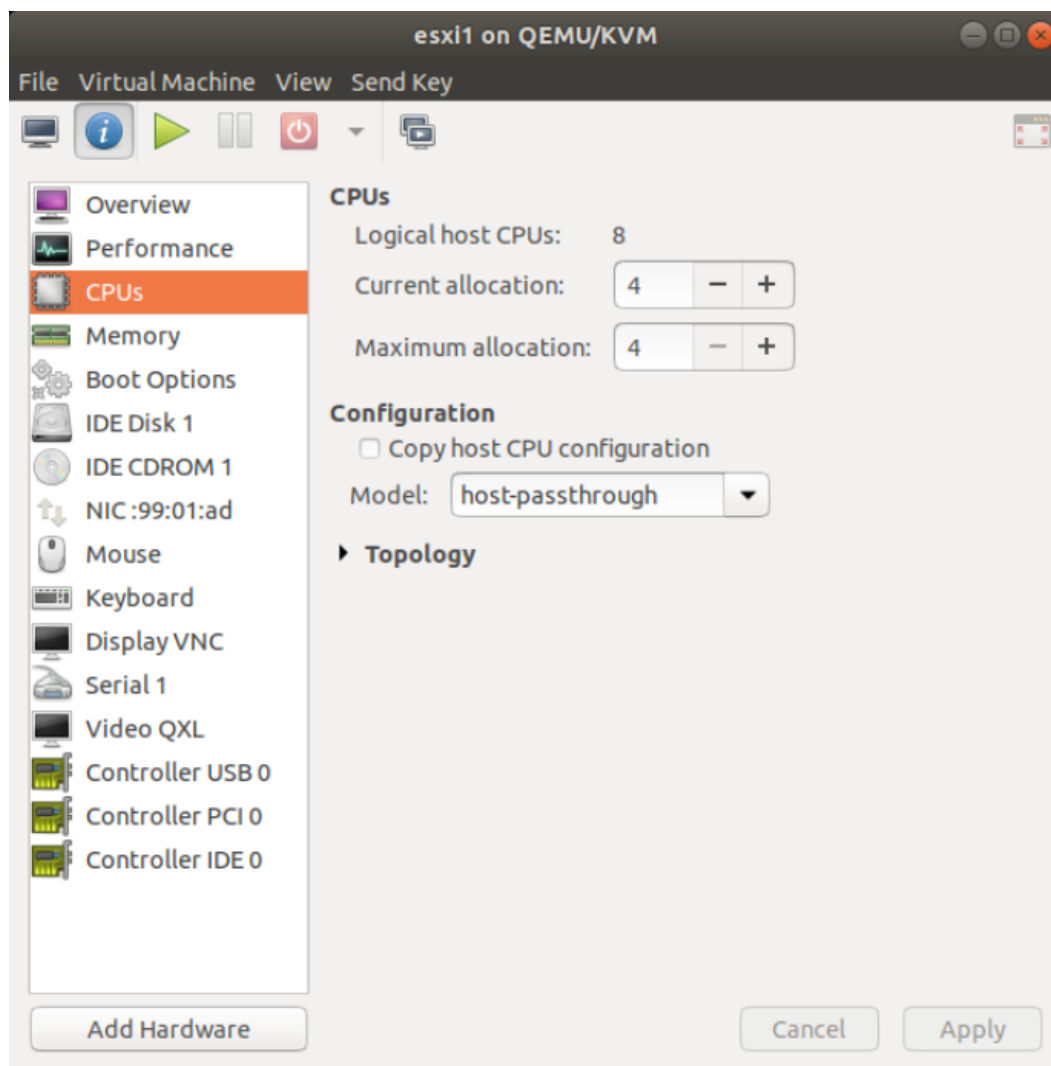 esxi1 on QEMU/KVM
File Virtual Machine View Send Key
Overview
Performance
CPUs
Memory
Boot Options
IDE Disk 1
IDE CDROM 1
NIC :99:01:ad
Mouse
Keyboard
Display VNC
Serial 1
Video QXL
Controller USB 0
Controller PCI 0
Controller IDE 0
Add Hardware
CPUs
Logical host CPUs: 8
Current allocation: 4 − +
Maximum allocation: 4 − +
Configuration
Copy host CPU configuration
Model: host-passthrough
Topology
Cancel Apply